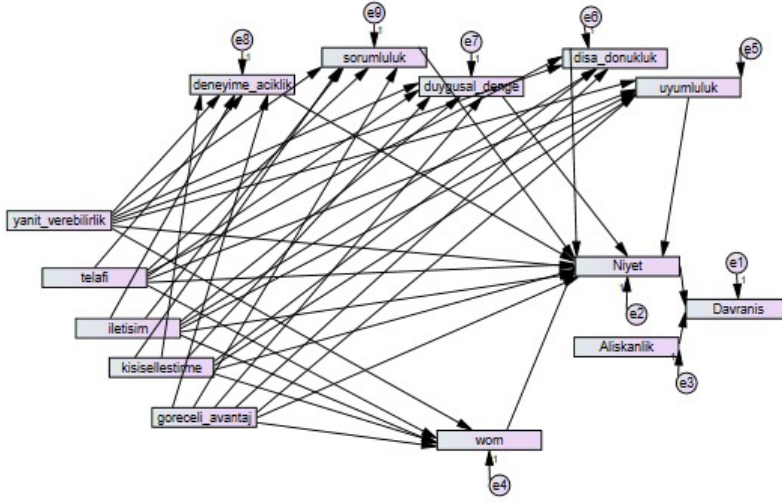 e9
e6
e8
e7
e5
sorumluluk
disa_donukluk
deneyime_aciklik
duygusal_denge
uyumluluk
yanit_verebilirlik
telafi
Niyet
e1
iletisim
e2
Davranis
kisisellestirme
Aliskanlik
e3
goreceli_avantaj
wom
e4